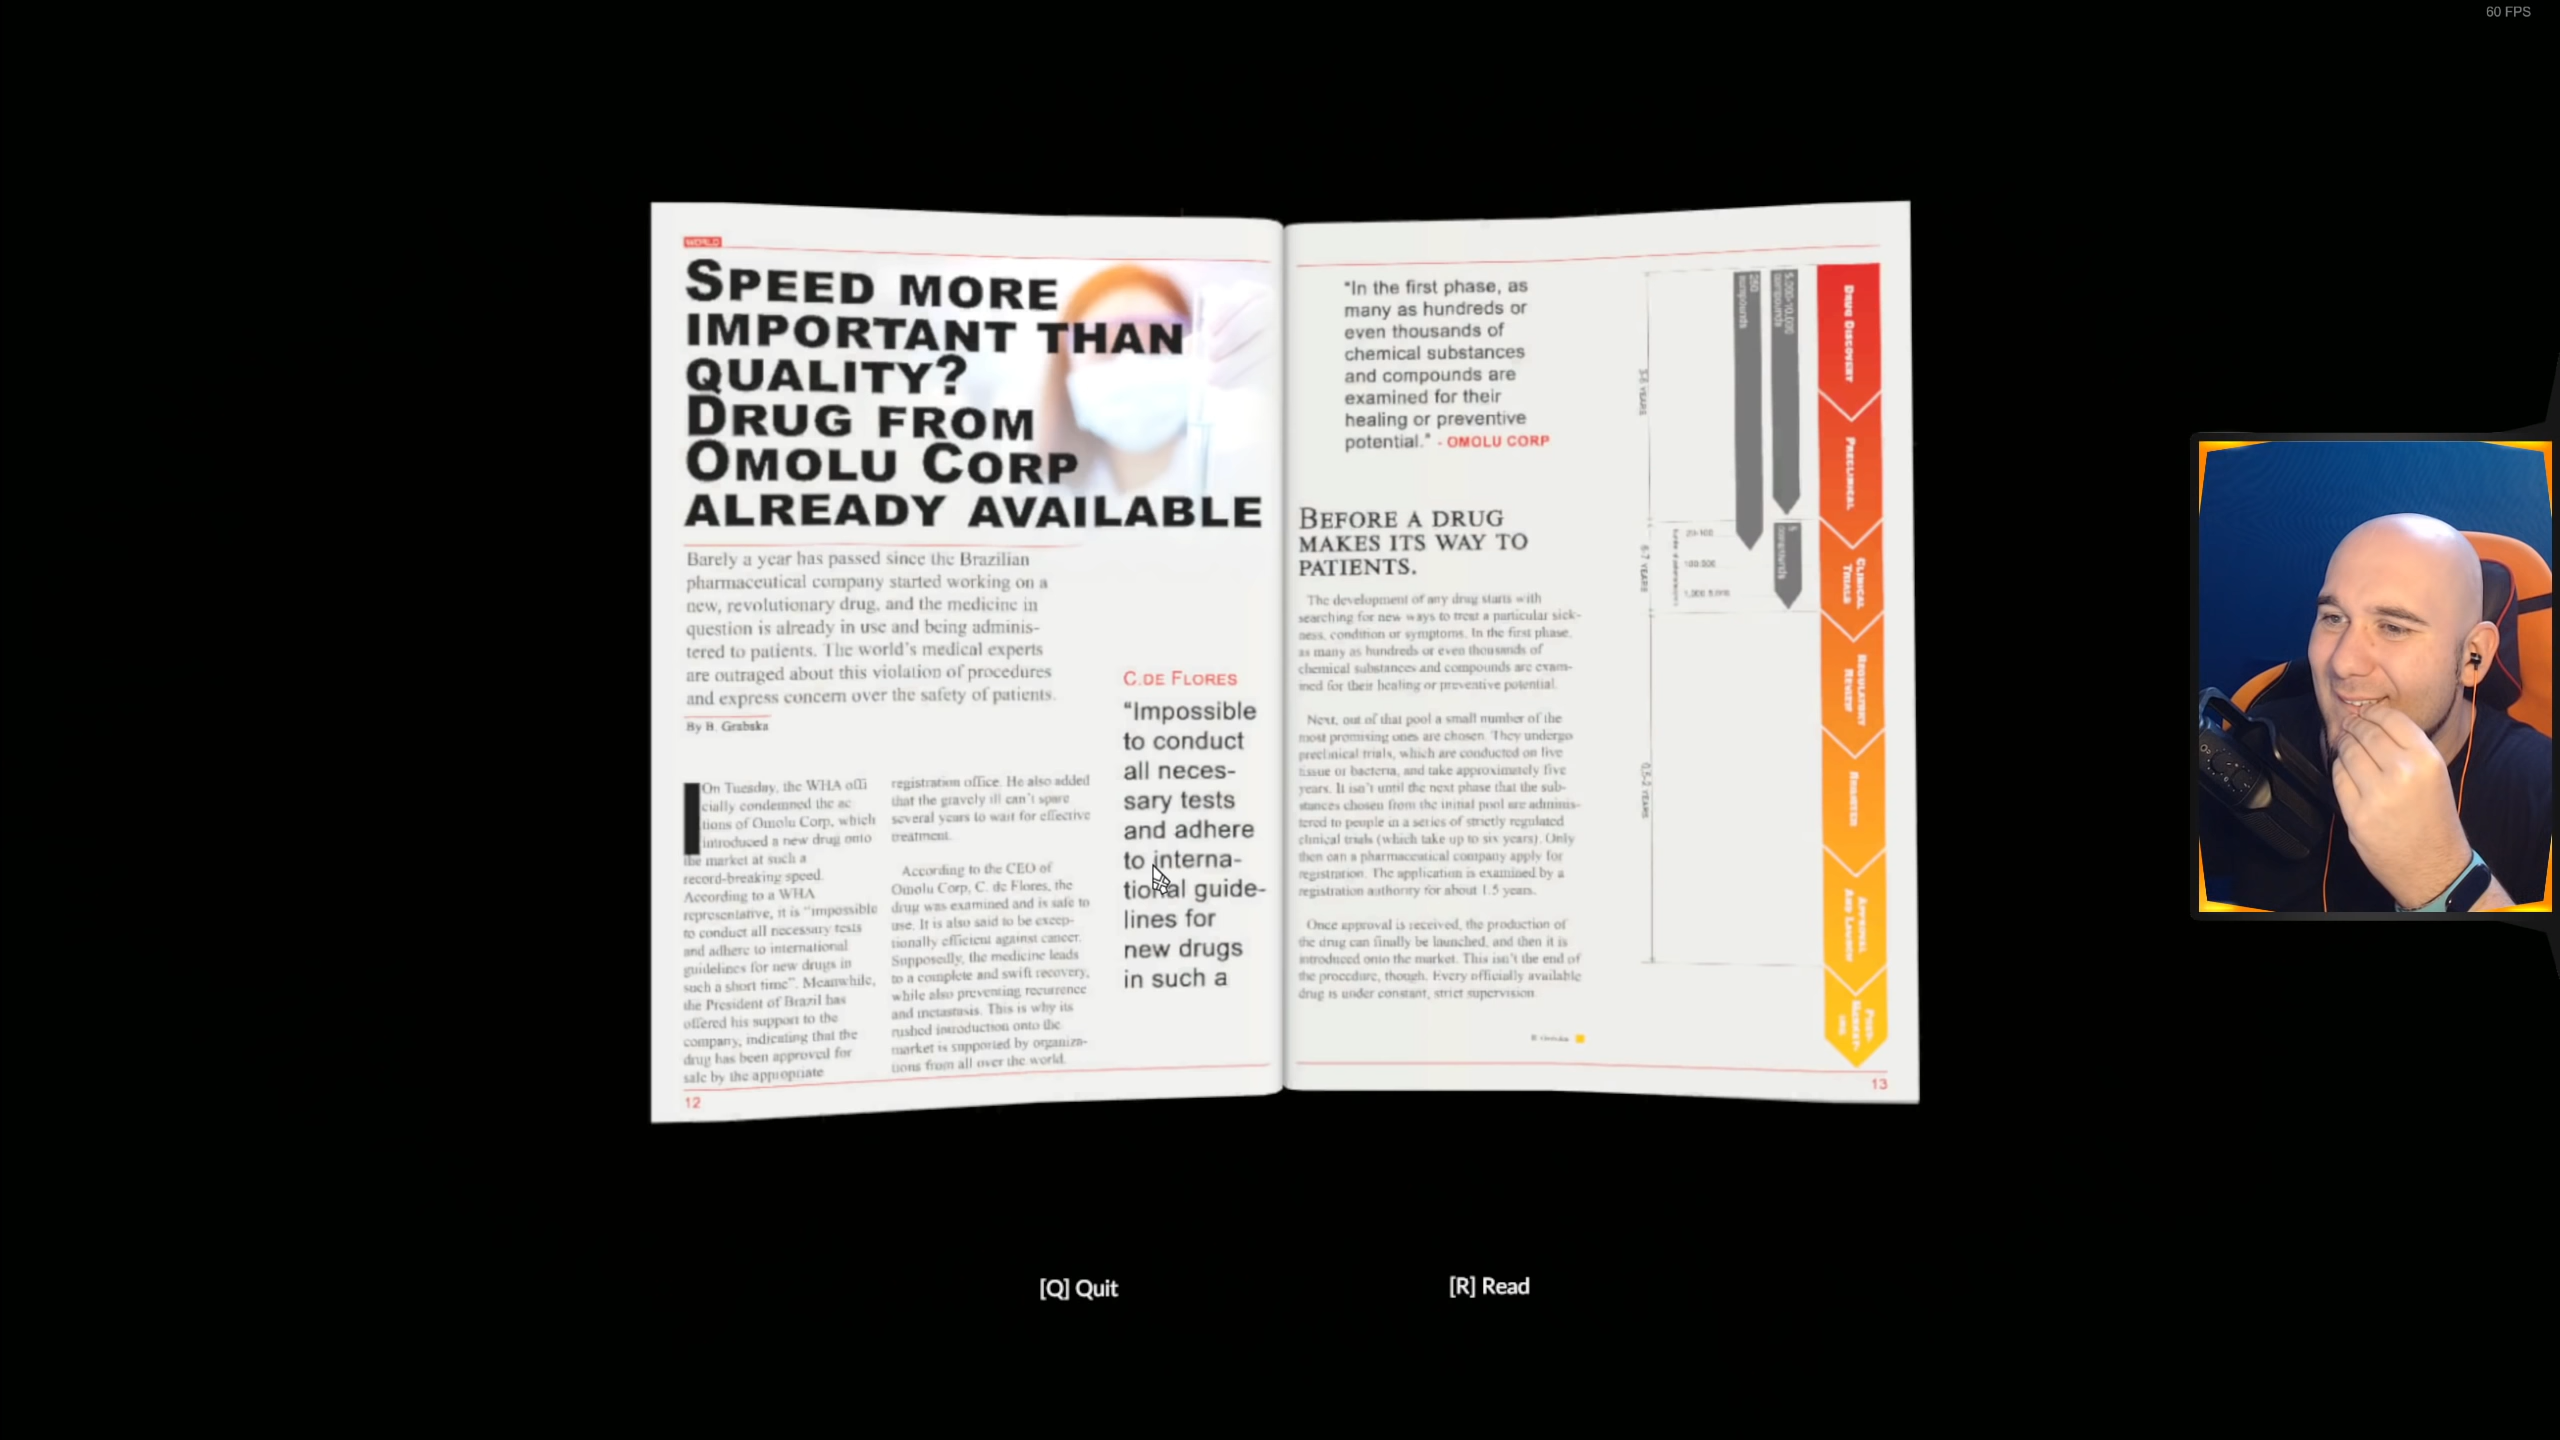 60 FPS
WORLD
SPEED MORE
IMPORTANT THAN
QUALITY?
DRUG FROM
OMOLU CORP
ALREADY AVAILABLE
Barely a year has passed since the Brazilian
pharmaceutical company started working on a
new, revolutionary drug, and the medicine in
question is already in use and being adminis-
tered to patients. The world's medical experts
are outraged about this violation of procedures
and express concern over the safety of patients.
By B. Grabska
On Tuesday, the WHA offi
cially condemned the ac
tions of Omolu Corp, which
introduced a new drug onto
the market at such a
record-breaking speed.
According to a WHA
representative, it is "impossible
to conduct all necessary tests
and adhere to international
guidelines for new drugs in
such a short time". Meanwhile,
the President of Brazil has
offered his support to the
company, indicating that the
drug has been approved for
sale by the appropriate
registration office. He also added
that the gravely ill can't spare
several years to wait for effective
treatment.
According to the CEO of
Omolu Corp, C. de Flores, the
drug was examined and is safe to
use. It is also said to be excep-
tionally efficient against cancer.
Supposedly, the medicine leads
to a complete and swift recovery,
while also preventing recurrence
and metastasis. This is why its
rushed introduction onto the
market is supported by organiza-
tions from all over the world.
C.DE FLORES
"Impossible
to conduct
all neces-
sary tests
and adhere
to interna-
tional guide-
lines for
new drugs
in such a
12
"In the first phase, as
many as hundreds or
even thousands of
chemical substances
and compounds are
examined for their
healing or preventive
potential." - OMOLU CORP
BEFORE A DRUG
MAKES ITS WAY TO
PATIENTS.
The development of any drug starts with
searching for new ways to treat a particular sick-
ness, condition or symptoms. In the first phase,
as many as hundreds or even thousands of
chemical substances and compounds are exam-
ined for their healing or preventive potential.
Next, out of that pool a small number of the
most promising ones are chosen. They undergo
preclinical trials, which are conducted on live
tissue or bacteria, and take approximately five
years. It isn't until the next phase that the sub-
stances chosen from the initial pool are adminis-
tered to people in a series of strictly regulated
clinical trials (which take up to six years). Only
then can a pharmaceutical company apply for
registration. The application is examined by a
registration authority for about 1.5 years.
Once approval is received, the production of
the drug can finally be launched, and then it is
introduced onto the market. This isn't the end of
the procedure, though. Every officially available
drug is under constant, strict supervision.
5,000-10,000
compounds
250
compounds
5
compounds
6-7 YEARS
DRUG DISCOVERY
PRECLINICAL
CLINICAL
TRIALS
REGULATORY
REVIEW
APPROVAL
AND LAUNCH
13
[Q] Quit
[R] Read